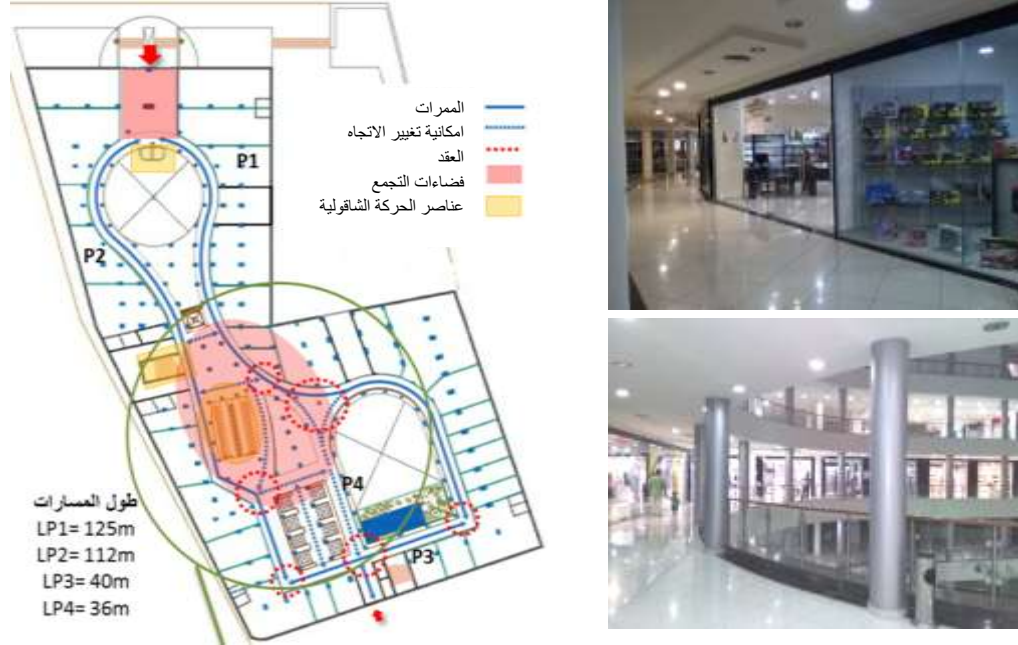 الممرات
امكانية تغيير الاتجاه
العقد
فضاءات التجمع
عناصر الحركة الشاقولية
P1
P2
P4
P3
طول المسارات
LP1= 125m
LP2= 112m
LP3= 40m
LP4= 36m